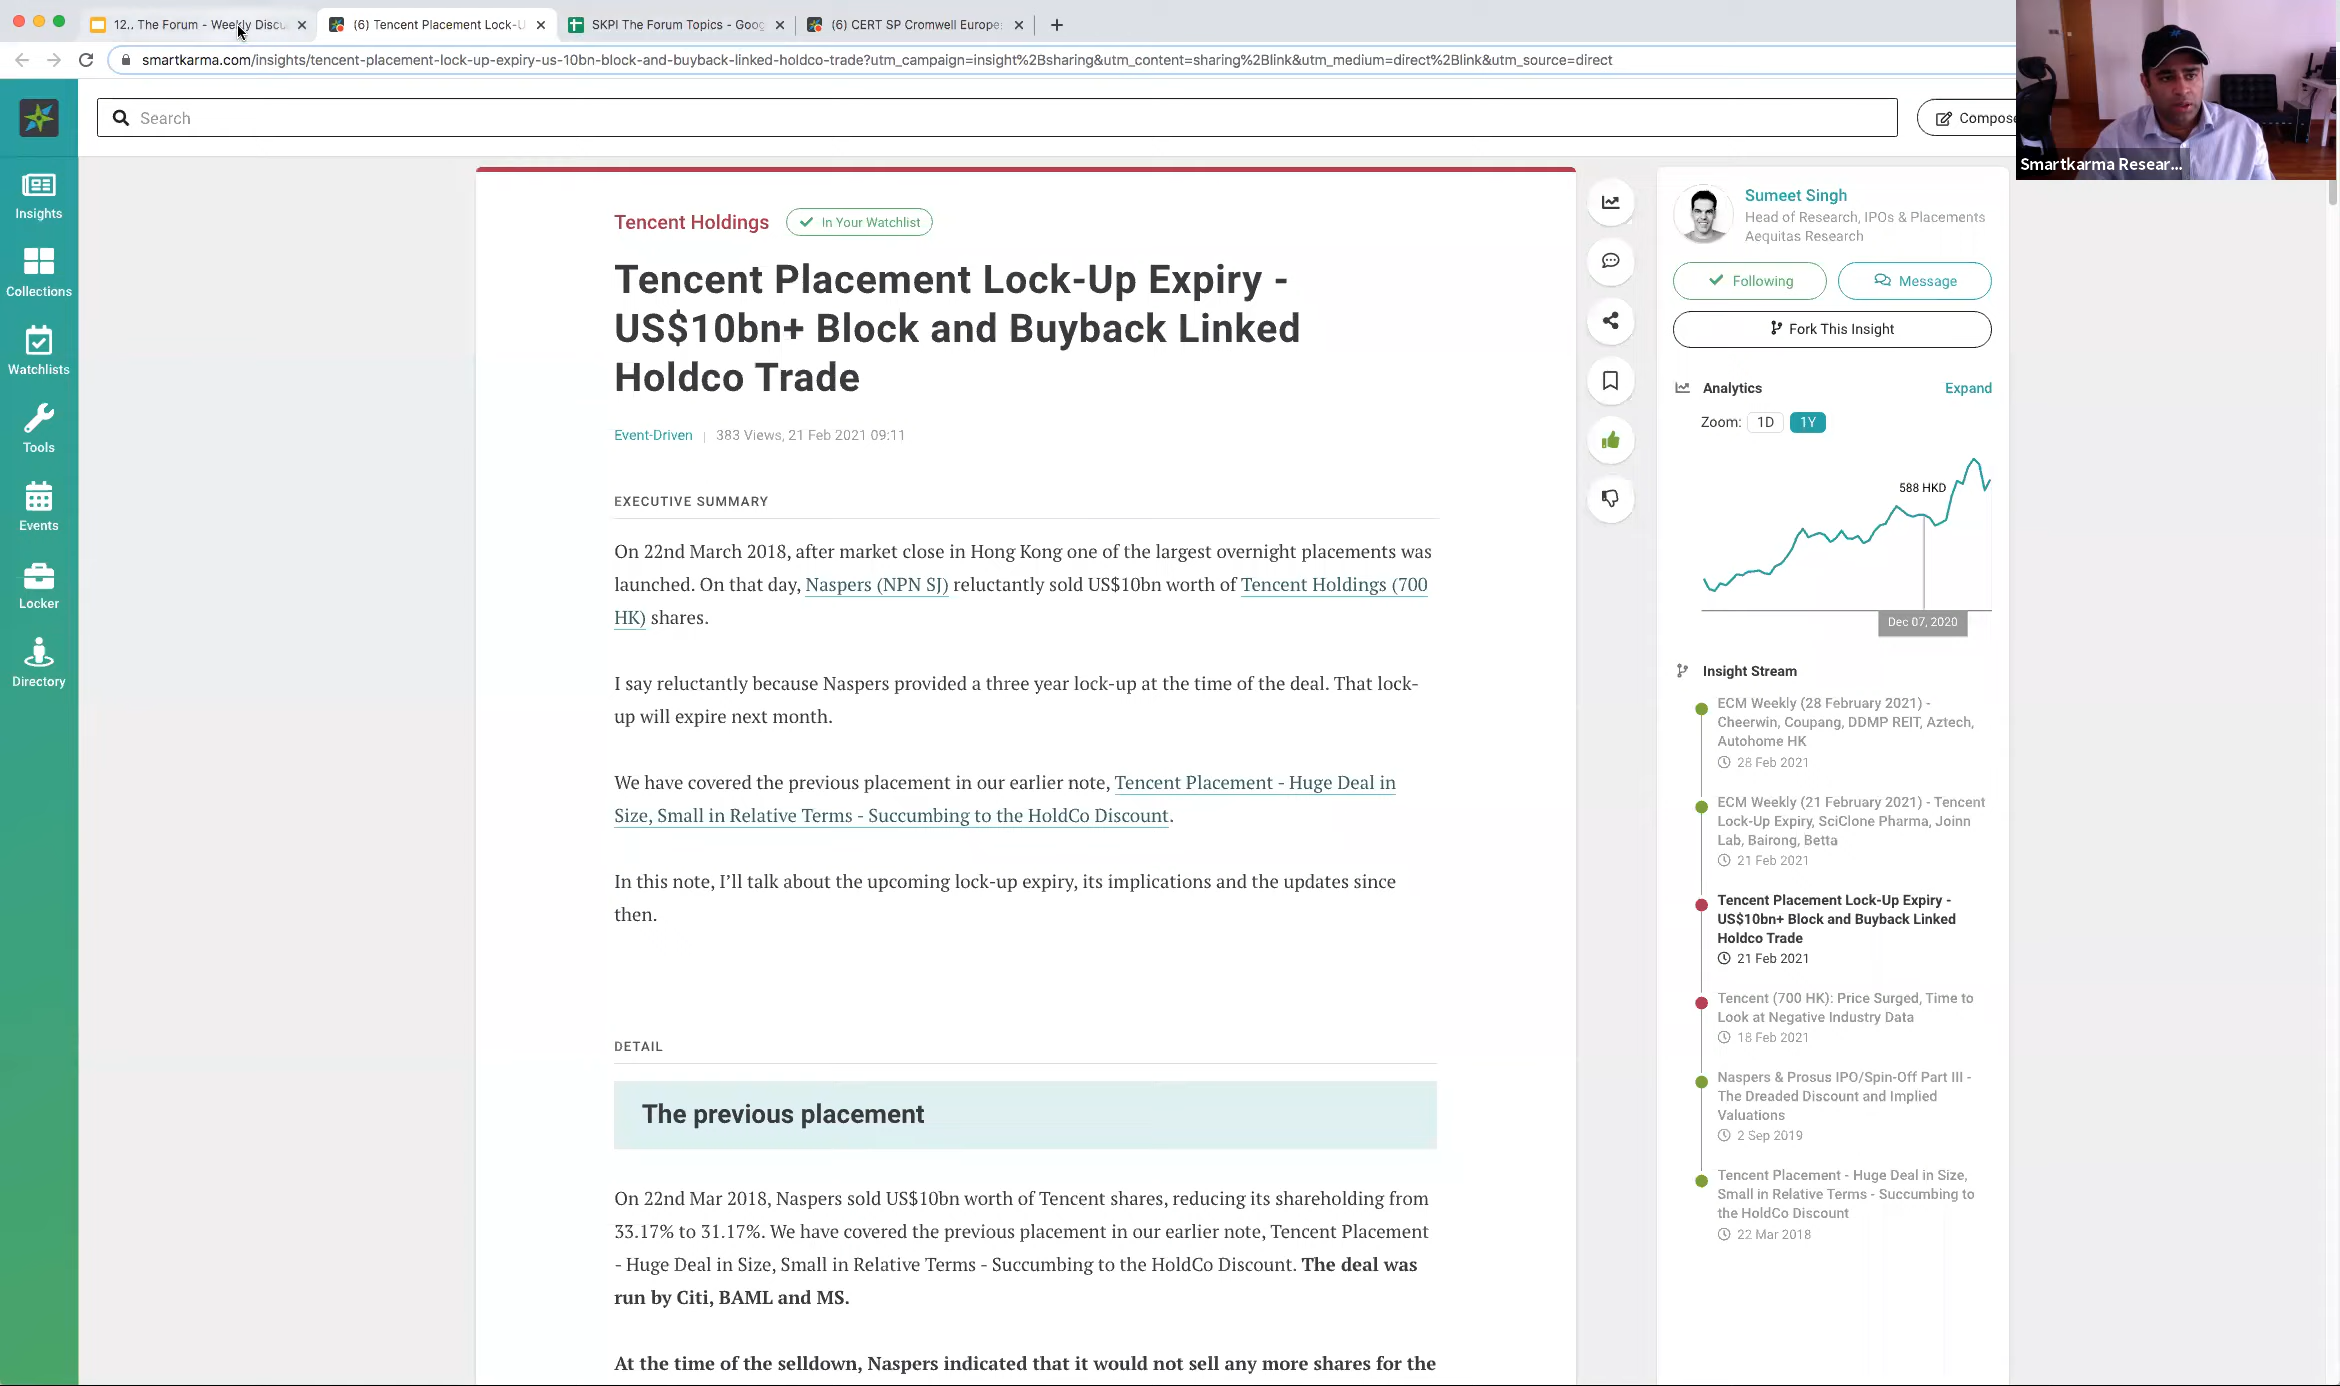 12.. The Forum - Weekly Discu
(6) Tencent Placement Lock-U
SKPI The Forum Topics - Goog
(6) CERT SP Cromwell Europe
smartkarma.com/insights/tencent-placement-lock-up-expiry-us-10bn-block-and-buyback-linked-holdco-trade?utm_campaign=insight%2Bsharing&utm_content=sharing%2Blink&utm_medium=direct%2Blink&utm_source=direct
Search
Compose
Smartkarma Resear...
Insights
Collections
Watchlists
Tools
Events
Locker
Directory
Tencent Holdings
In Your Watchlist
Tencent Placement Lock-Up Expiry -
US$10bn+ Block and Buyback Linked
Holdco Trade
Event-Driven | 383 Views, 21 Feb 2021 09:11
EXECUTIVE SUMMARY
On 22nd March 2018, after market close in Hong Kong one of the largest overnight placements was
launched. On that day, Naspers (NPN SJ) reluctantly sold US$10bn worth of Tencent Holdings (700
HK) shares.
I say reluctantly because Naspers provided a three year lock-up at the time of the deal. That lock-
up will expire next month.
We have covered the previous placement in our earlier note, Tencent Placement - Huge Deal in
Size, Small in Relative Terms - Succumbing to the HoldCo Discount.
In this note, I’ll talk about the upcoming lock-up expiry, its implications and the updates since
then.
DETAIL
The previous placement
On 22nd Mar 2018, Naspers sold US$10bn worth of Tencent shares, reducing its shareholding from
33.17% to 31.17%. We have covered the previous placement in our earlier note, Tencent Placement
- Huge Deal in Size, Small in Relative Terms - Succumbing to the HoldCo Discount. The deal was
run by Citi, BAML and MS.
At the time of the selldown, Naspers indicated that it would not sell any more shares for the
Sumeet Singh
Head of Research, IPOs & Placements
Aequitas Research
Following
Message
Fork This Insight
Analytics
Expand
Zoom: 1D 1Y
588 HKD
Dec 07, 2020
Insight Stream
ECM Weekly (28 February 2021) -
Cheerwin, Coupang, DDMP REIT, Aztech,
Autohome HK
28 Feb 2021
ECM Weekly (21 February 2021) - Tencent
Lock-Up Expiry, SciClone Pharma, Joinn
Lab, Bairong, Betta
21 Feb 2021
Tencent Placement Lock-Up Expiry -
US$10bn+ Block and Buyback Linked
Holdco Trade
21 Feb 2021
Tencent (700 HK): Price Surged, Time to
Look at Negative Industry Data
18 Feb 2021
Naspers & Prosus IPO/Spin-Off Part III -
The Dreaded Discount and Implied
Valuations
2 Sep 2019
Tencent Placement - Huge Deal in Size,
Small in Relative Terms - Succumbing to
the HoldCo Discount
22 Mar 2018